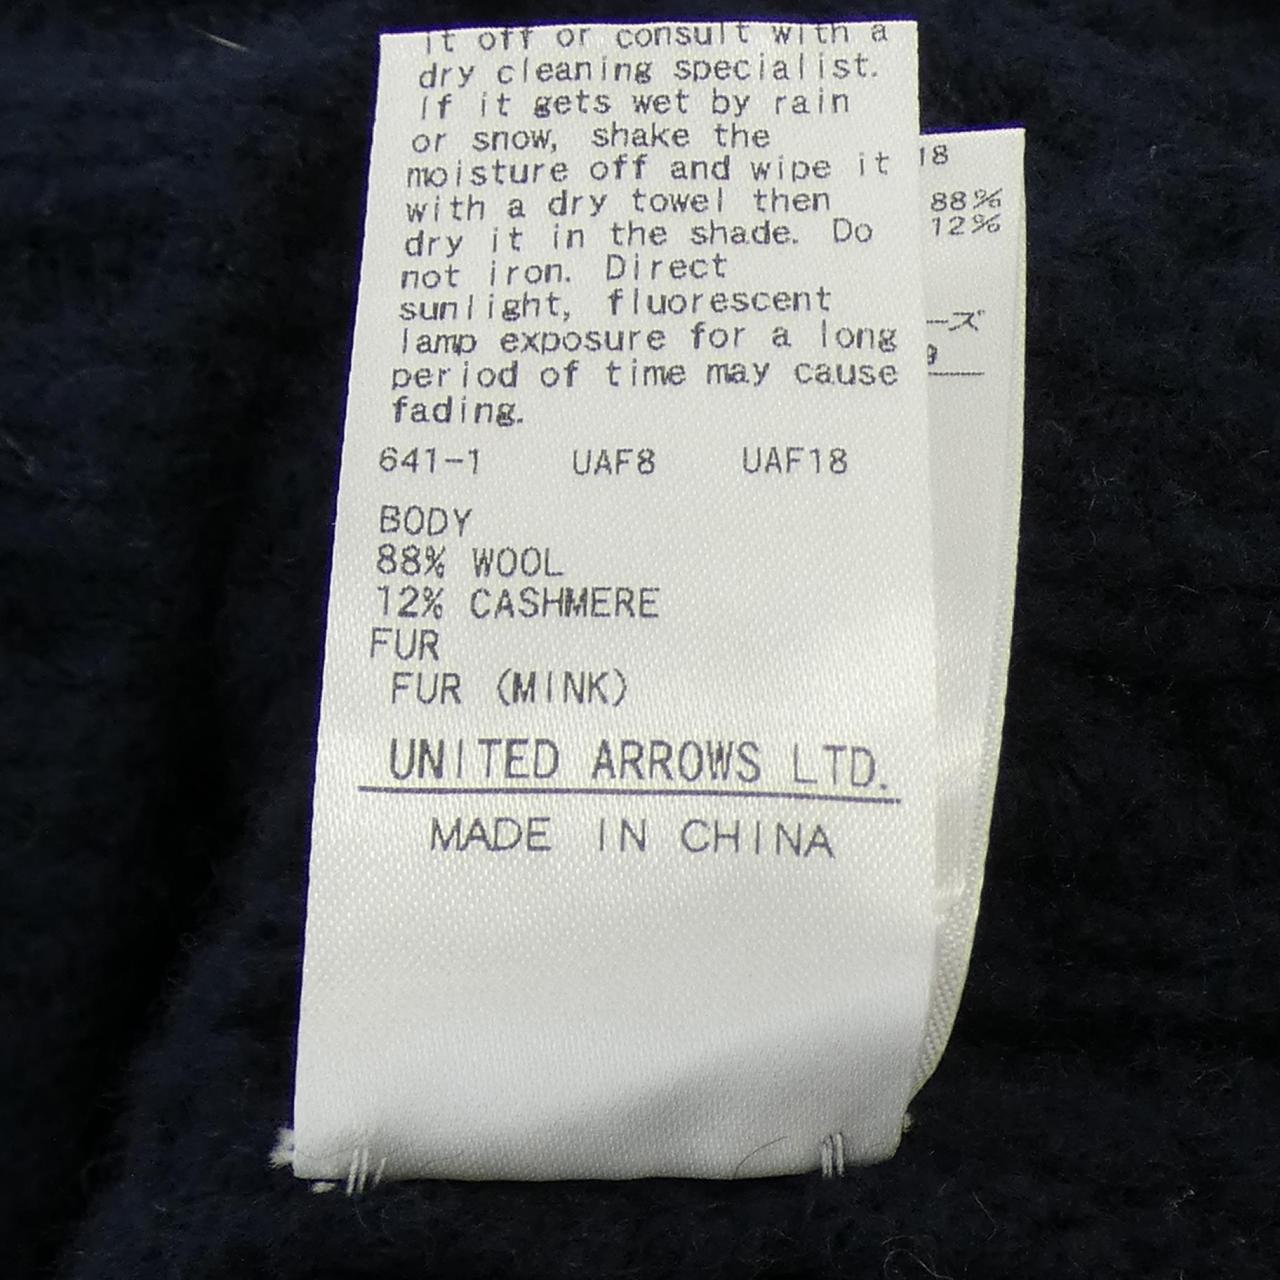 it off or consult with a
dry cleaning specialist.
If it gets wet by rain
or snow, shake the
moisture off and wipe it
with a dry towel then
dry it in the shade. Do
not iron. Direct
sunlight, fluorescent
lamp exposure for a long
period of time may cause
fading.
641-1 UAF8 UAF18
BODY
88% WOOL
12% CASHMERE
FUR
FUR (MINK)
UNITED ARROWS LTD.
MADE IN CHINA
18
88%
12%
ーズ
9